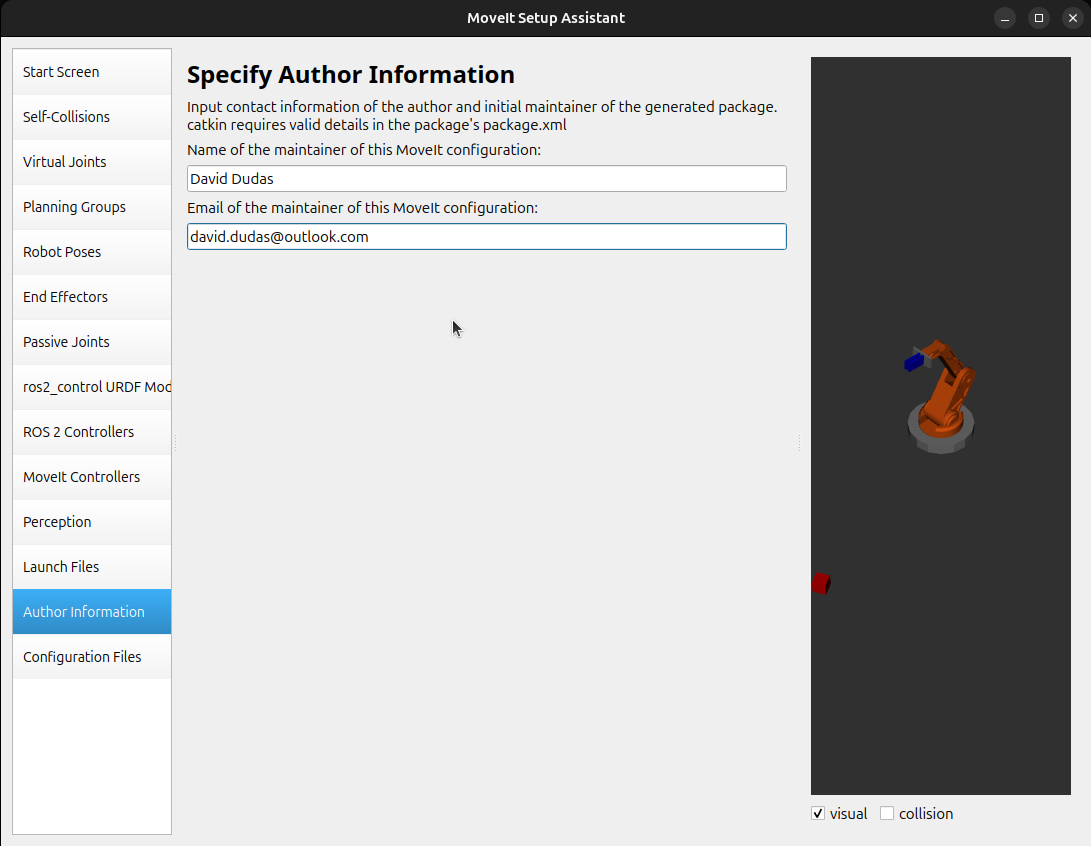 MoveIt Setup Assistant
Start Screen
Self-Collisions
Virtual Joints
Planning Groups
Robot Poses
End Effectors
Passive Joints
ros2_control URDF Mod
ROS 2 Controllers
MoveIt Controllers
Perception
Launch Files
Author Information
Configuration Files
Specify Author Information
Input contact information of the author and initial maintainer of the generated package.
catkin requires valid details in the package's package.xml
Name of the maintainer of this MoveIt configuration:
David Dudas
Email of the maintainer of this MoveIt configuration:
david.dudas@outlook.com
visual
collision